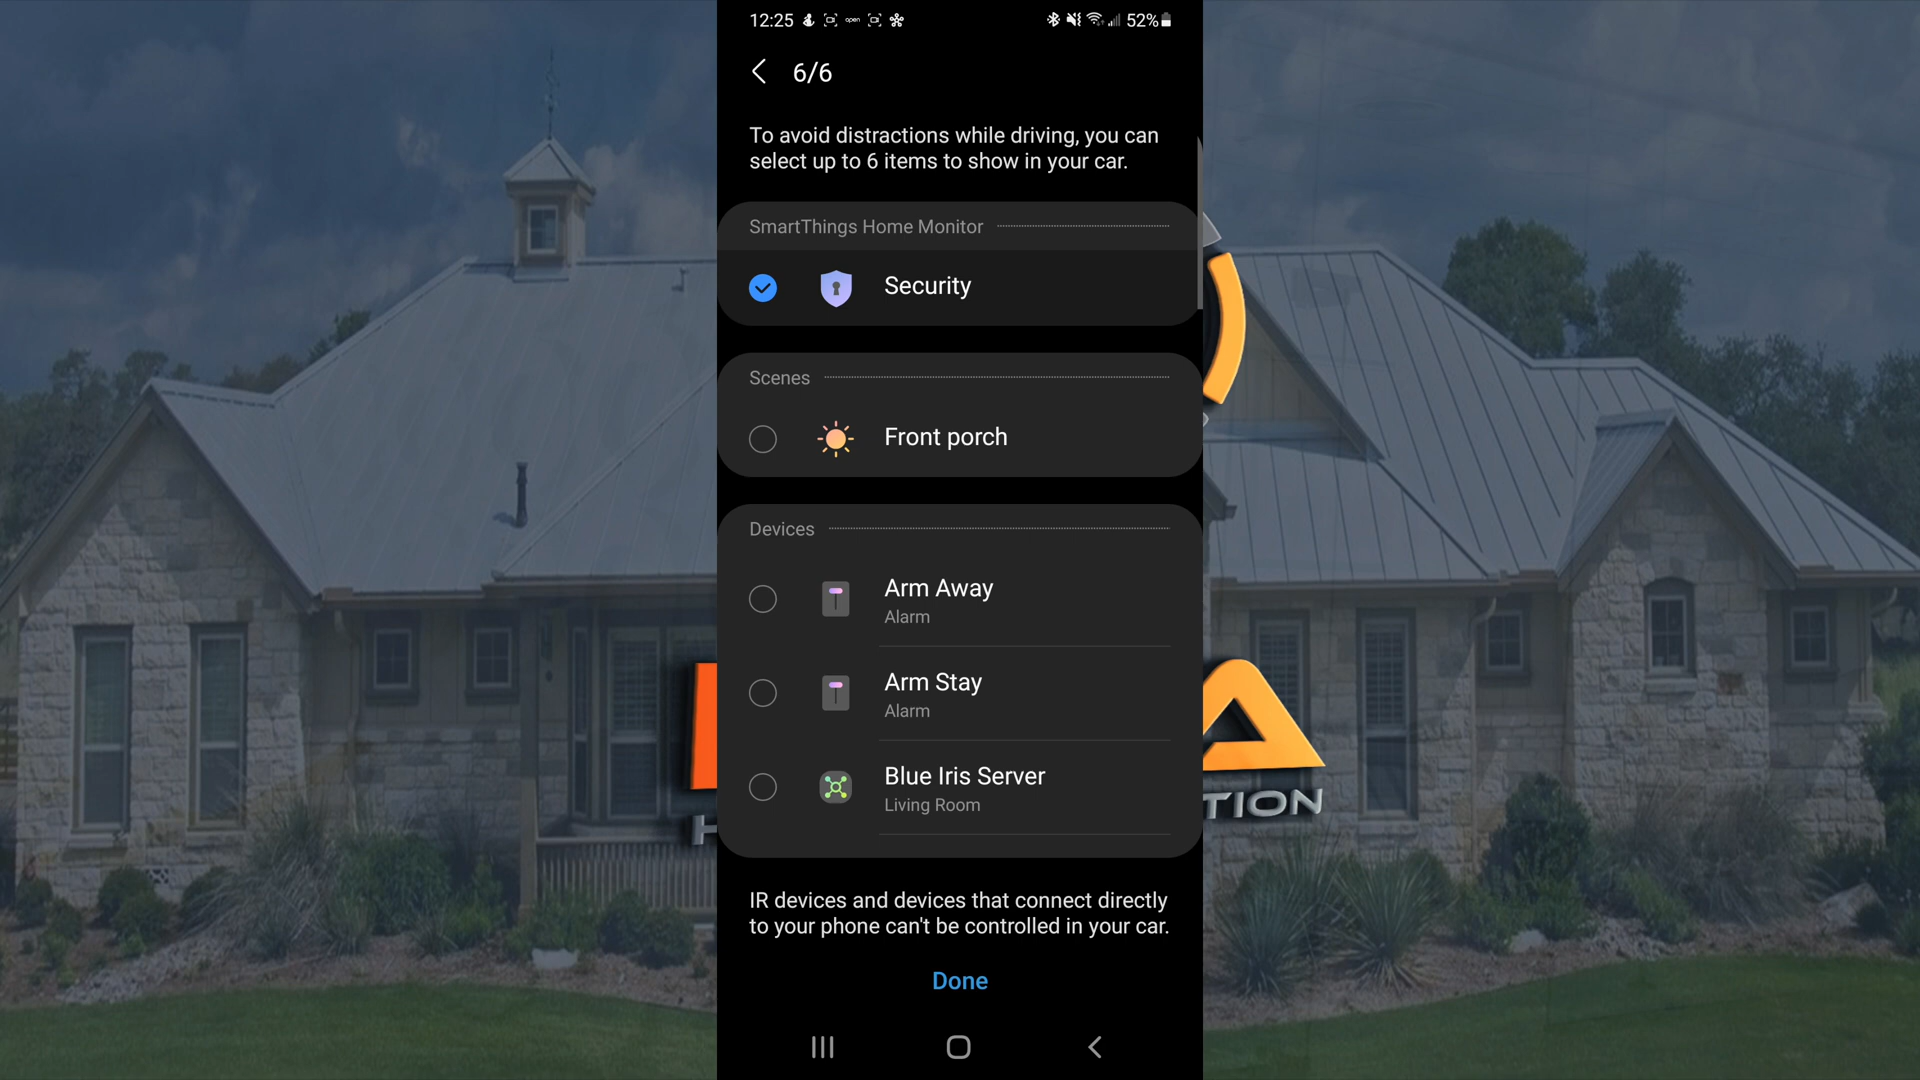 12:25
open
52%
6/6
To avoid distractions while driving, you can
select up to 6 items to show in your car.
SmartThings Home Monitor
Security
Scenes
Front porch
Devices
Arm Away
Alarm
Arm Stay
Alarm
Blue Iris Server
Living Room
IR devices and devices that connect directly
to your phone can't be controlled in your car.
Done